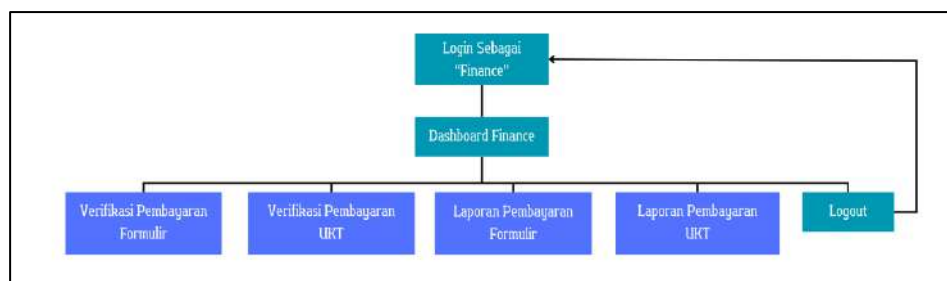 Login Sebagai
"Finance"
Dashboard Finance
Verifikasi Pembayaran
Formulir
Verifikasi Pembayaran
UKT
Laporan Pembayaran
Formulir
Laporan Pembayaran
UKT
Logout